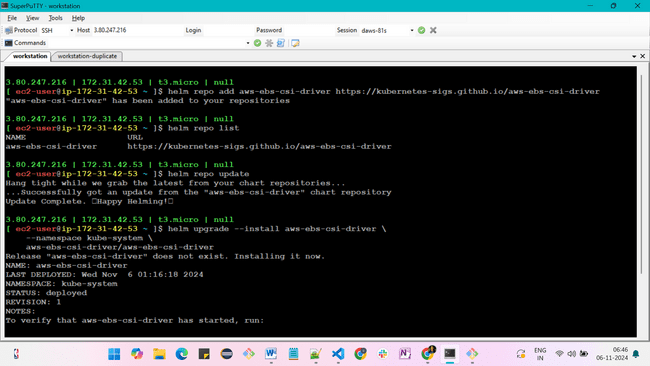 SuperPuTTY - workstation
File View Tools Help
Protocol SSH Host 3.80.247.216 Login Password Session daws-81s
Commands
workstation workstation-duplicate
3.80.247.216 | 172.31.42.53 | t3.micro | null
[ ec2-user@ip-172-31-42-53 ~ ]$ helm repo add aws-ebs-csi-driver https://kubernetes-sigs.github.io/aws-ebs-csi-driver
"aws-ebs-csi-driver" has been added to your repositories
3.80.247.216 | 172.31.42.53 | t3.micro | null
[ ec2-user@ip-172-31-42-53 ~ ]$ helm repo list
NAME URL
aws-ebs-csi-driver https://kubernetes-sigs.github.io/aws-ebs-csi-driver
3.80.247.216 | 172.31.42.53 | t3.micro | null
[ ec2-user@ip-172-31-42-53 ~ ]$ helm repo update
Hang tight while we grab the latest from your chart repositories...
...Successfully got an update from the "aws-ebs-csi-driver" chart repository
Update Complete. ⎕Happy Helming!⎕
3.80.247.216 | 172.31.42.53 | t3.micro | null
[ ec2-user@ip-172-31-42-53 ~ ]$ helm upgrade --install aws-ebs-csi-driver \
--namespace kube-system \
aws-ebs-csi-driver/aws-ebs-csi-driver
Release "aws-ebs-csi-driver" does not exist. Installing it now.
NAME: aws-ebs-csi-driver
LAST DEPLOYED: Wed Nov 6 01:16:18 2024
NAMESPACE: kube-system
STATUS: deployed
REVISION: 1
NOTES:
To verify that aws-ebs-csi-driver has started, run:
ENG 06:46
IN 06-11-2024